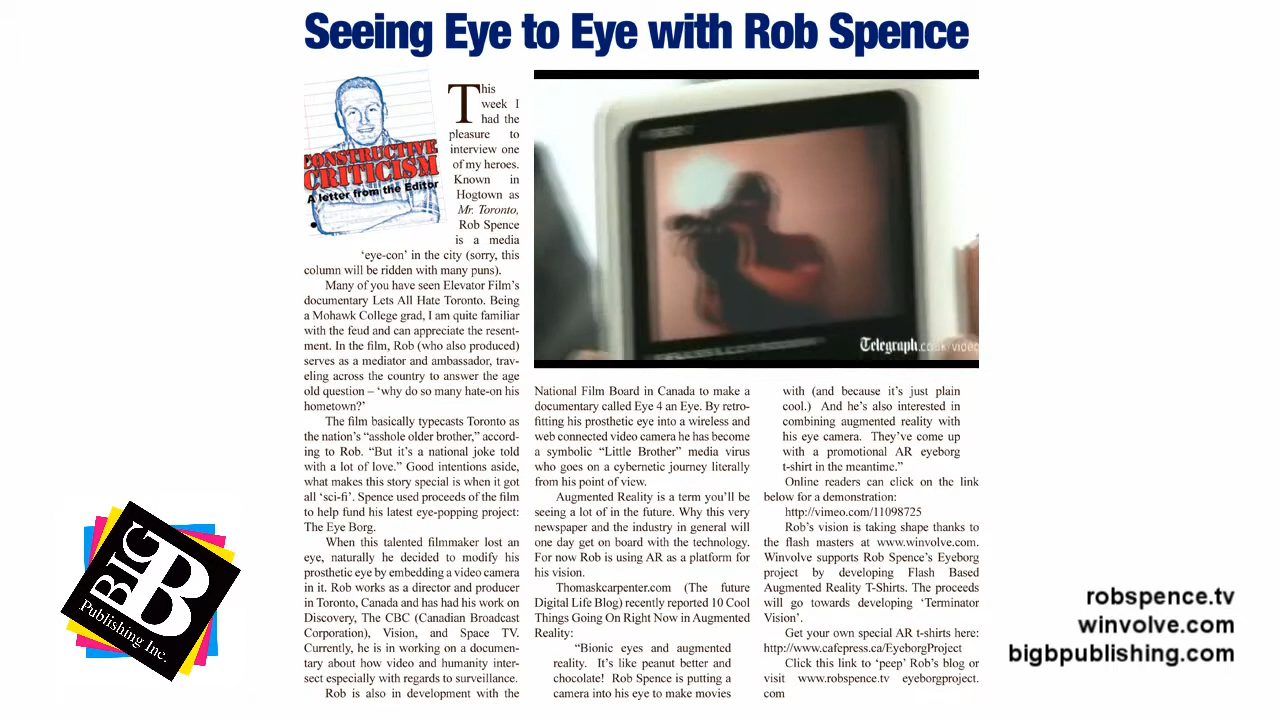 Seeing Eye to Eye with Rob Spence
CONSTRUCTIVE
CRITICISM
A letter from the Editor
This
week I
had the
pleasure to
interview one
of my heroes.
Known in
Hogtown as
Mr. Toronto,
Rob Spence
is a media
‘eye-con’ in the city (sorry, this
column will be ridden with many puns).
Many of you have seen Elevator Film’s
documentary Lets All Hate Toronto. Being
a Mohawk College grad, I am quite familiar
with the feud and can appreciate the resent-
ment. In the film, Rob (who also produced)
serves as a mediator and ambassador, trav-
eling across the country to answer the age
old question – ‘why do so many hate-on his
hometown?’
The film basically typecasts Toronto as
the nation’s “asshole older brother,” accord-
ing to Rob. “But it’s a national joke told
with a lot of love.” Good intentions aside,
what makes this story special is when it got
all ‘sci-fi’. Spence used proceeds of the film
to help fund his latest eye-popping project:
The Eye Borg.
When this talented filmmaker lost an
eye, naturally he decided to modify his
prosthetic eye by embedding a video camera
in it. Rob works as a director and producer
in Toronto, Canada and has had his work on
Discovery, The CBC (Canadian Broadcast
Corporation), Vision, and Space TV.
Currently, he is in working on a documen-
tary about how video and humanity inter-
sect especially with regards to surveillance.
Rob is also in development with the
Telegraph.co.uk/video
National Film Board in Canada to make a
documentary called Eye 4 an Eye. By retro-
fitting his prosthetic eye into a wireless and
web connected video camera he has become
a symbolic “Little Brother” media virus
who goes on a cybernetic journey literally
from his point of view.
Augmented Reality is a term you’ll be
seeing a lot of in the future. Why this very
newspaper and the industry in general will
one day get on board with the technology.
For now Rob is using AR as a platform for
his vision.
Thomaskcarpenter.com (The future
Digital Life Blog) recently reported 10 Cool
Things Going On Right Now in Augmented
Reality:
“Bionic eyes and augmented
reality. It’s like peanut better and
chocolate! Rob Spence is putting a
camera into his eye to make movies
with (and because it’s just plain
cool.) And he’s also interested in
combining augmented reality with
his eye camera. They’ve come up
with a promotional AR eyeborg
t-shirt in the meantime.”
Online readers can click on the link
below for a demonstration:
http://vimeo.com/11098725
Rob’s vision is taking shape thanks to
the flash masters at www.winvolve.com.
Winvolve supports Rob Spence’s Eyeborg
project by developing Flash Based
Augmented Reality T-Shirts. The proceeds
will go towards developing ‘Terminator
Vision’.
Get your own special AR t-shirts here:
http://www.cafepress.ca/EyeborgProject
Click this link to ‘peep’ Rob’s blog or
visit www.robspence.tv eyeborgproject.
com
BIG B
Publishing Inc.
robspence.tv
winvolve.com
bigbpublishing.com